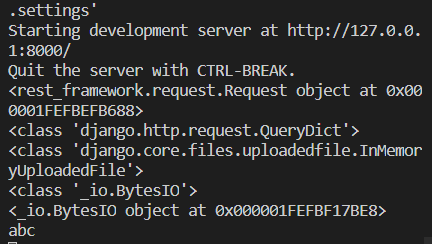 .settings'
Starting development server at http://127.0.0.
1:8000/
Quit the server with CTRL-BREAK.
<rest_framework.request.Request object at 0x00
0001FEFBEFB688>
<class 'django.http.request.QueryDict'>
<class 'django.core.files.uploadedfile.InMemor
yUploadedFile'>
<class '_io.BytesIO'>
<_io.BytesIO object at 0x000001FEFBF17BE8>
abc